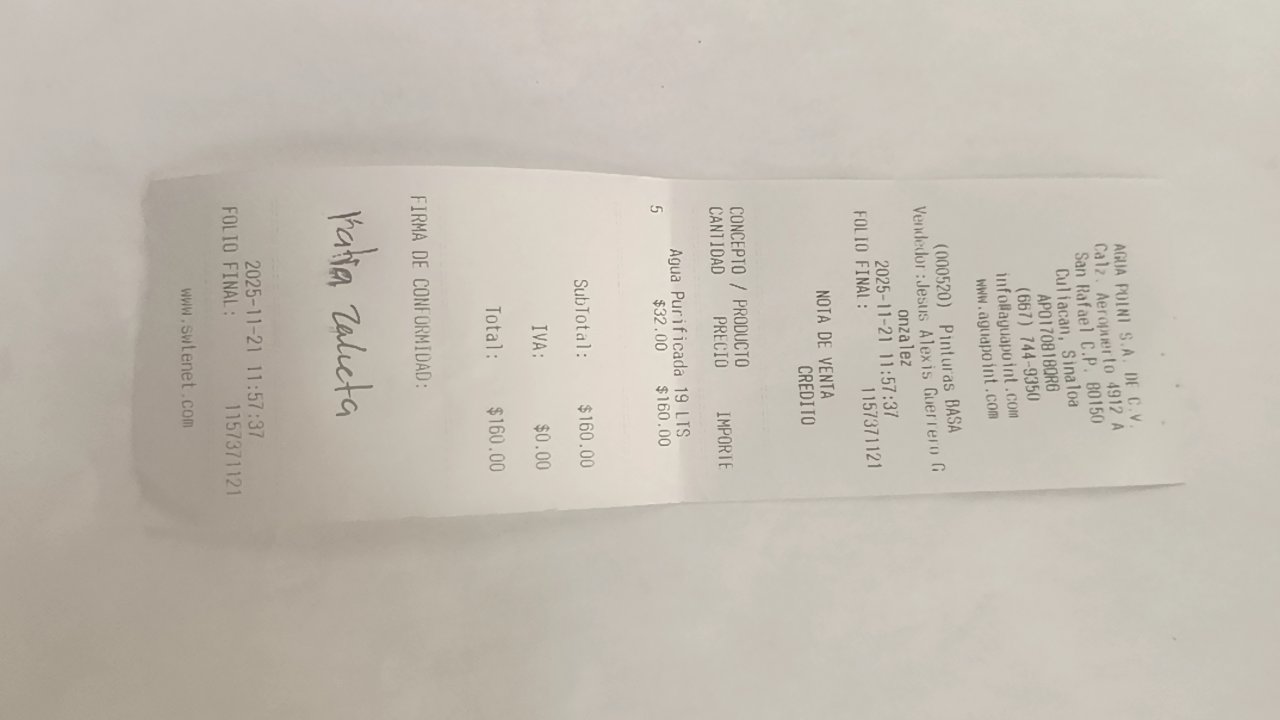 AGUA POINT S.A. DE C.V.
Calz. Aeropuerto 4912 A
San Rafael C.P. 80150
Culiacan, Sinaloa
APO170818QR6
(667) 744-9350
info@aguapoint.com
www.aguapoint.com
(000520) Pinturas BASA
Vendedor:Jesus Alexis Guerrero G
onzalez
2025-11-21 11:57:37
FOLIO FINAL: 1157371121
NOTA DE VENTA
CREDITO
CONCEPTO / PRODUCTO
CANTIDAD PRECIO IMPORTE
Agua Purificada 19 LTS
5 $32.00 $160.00
SubTotal: $160.00
IVA: $0.00
Total: $160.00
FIRMA DE CONFORMIDAD:
Katia Zalueta
2025-11-21 11:57:37
FOLIO FINAL: 1157371121
www.swtenet.com